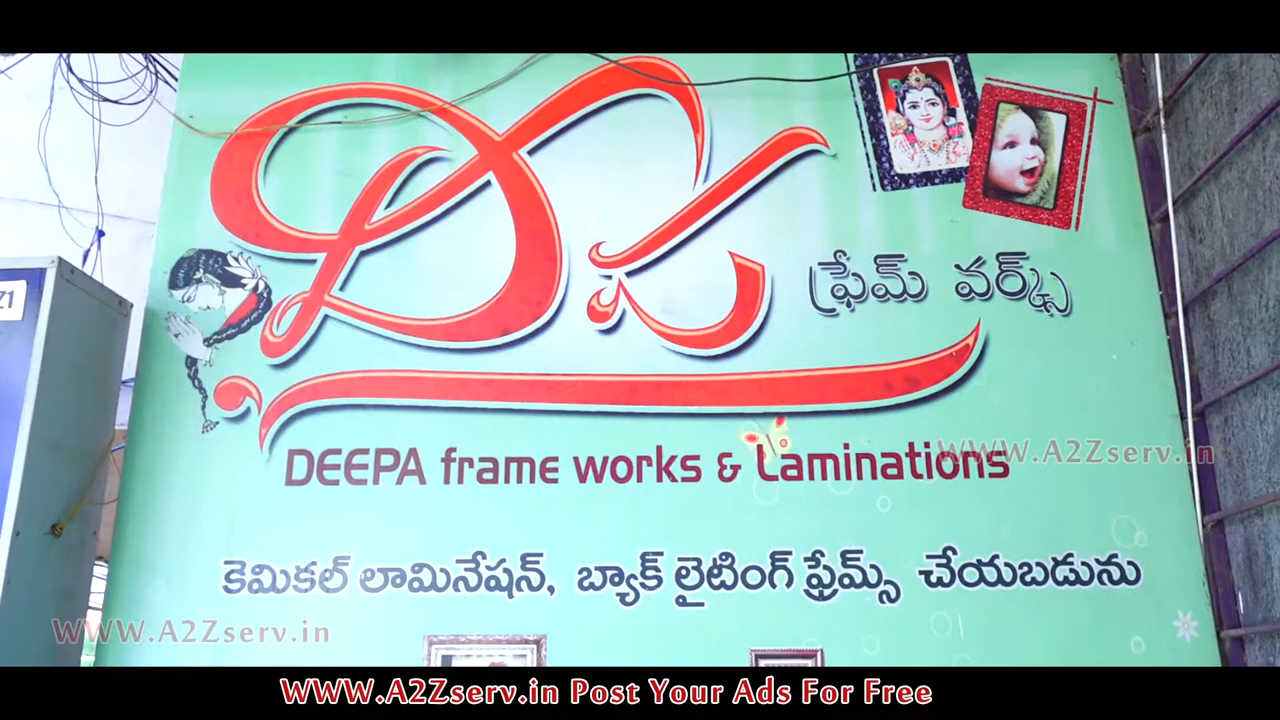 దీప
ఫ్రేమ్ వర్క్స్
DEEPA frame works & Laminations
WWW.A2Zserv.in
కెమికల్ లామినేషన్, బ్యాక్ లైటింగ్ ఫ్రేమ్స్ చేయబడును
WWW.A2Zserv.in
WWW.A2Zserv.in Post Your Ads For Free